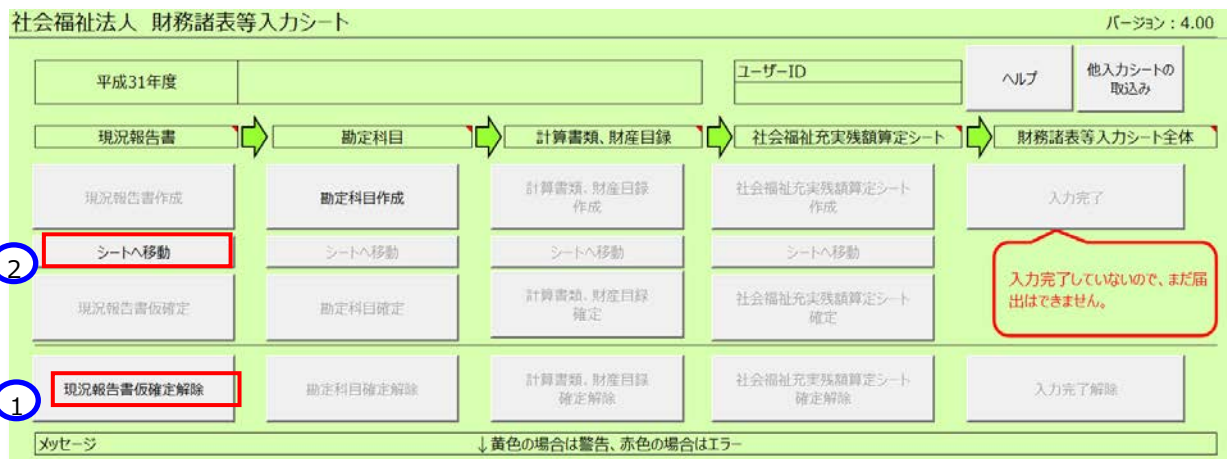 社会福祉法人 財務諸表等入力シート
バージョン：4.00
平成31年度
ユーザーID
ヘルプ
他入力シートの
取込み
現況報告書
勘定科目
計算書類、財産目録
社会福祉充実残額算定シート
財務諸表等入力シート全体
現況報告書作成
勘定科目作成
計算書類、財産目録
作成
社会福祉充実残額算定シート
作成
入力完了
② シートへ移動
シートへ移動
シートへ移動
シートへ移動
入力完了していないので、まだ届
出はできません。
現況報告書仮確定
勘定科目確定
計算書類、財産目録
確定
社会福祉充実残額算定シート
確定
① 現況報告書仮確定解除
勘定科目確定解除
計算書類、財産目録
確定解除
社会福祉充実残額算定シート
確定解除
入力完了解除
メッセージ
↓黄色の場合は警告、赤色の場合はエラー